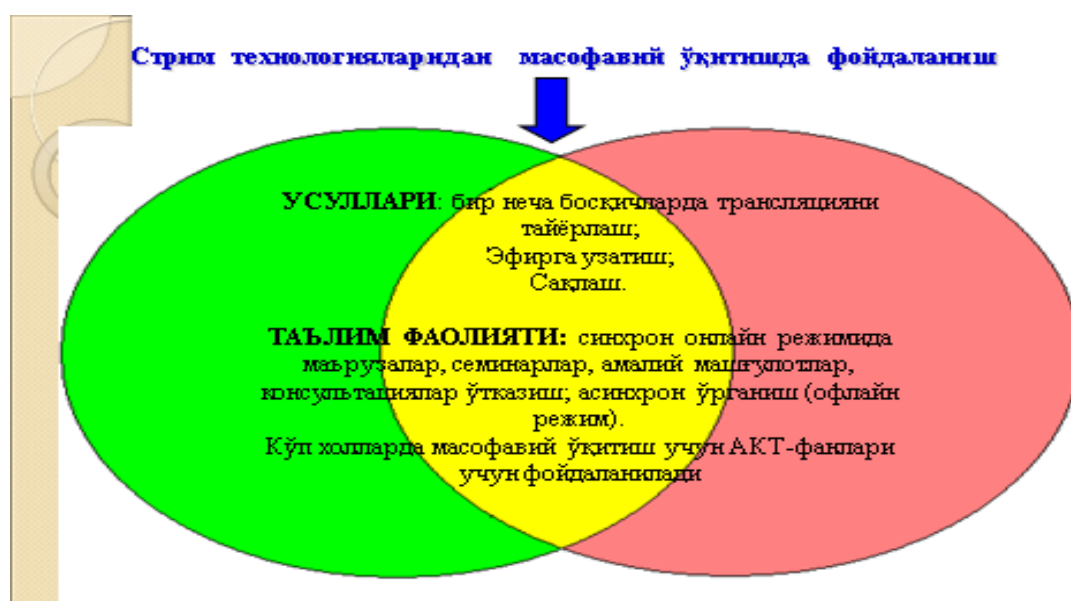 Стрим технологияларидан масофавий ўқитишда фойдаланиш
УСУЛЛАРИ: бир неча босқичларда трансляцияни
тайёрлаш;
Эфирга узатиш;
Сақлаш.
ТАЪЛИМ ФАОЛИЯТИ: синхрон онлайн режимида
маърузалар, семинарлар, амалий машғулотлар,
консультациялар ўтказиш; асинхрон ўрганиш (офлайн
режим).
Кўп холларда масофавий ўқитиш учун АКТ-фанлари
учун фойдаланилади